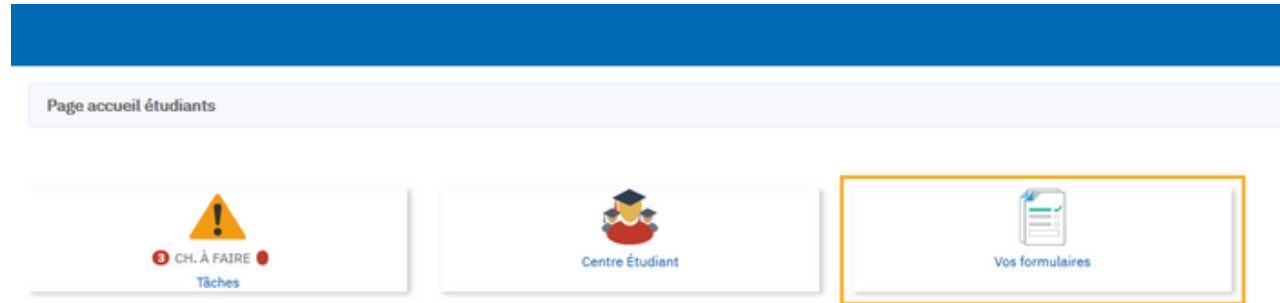 Page accueil étudiants
3 CH. À FAIRE
Tâches
Centre Étudiant
Vos formulaires